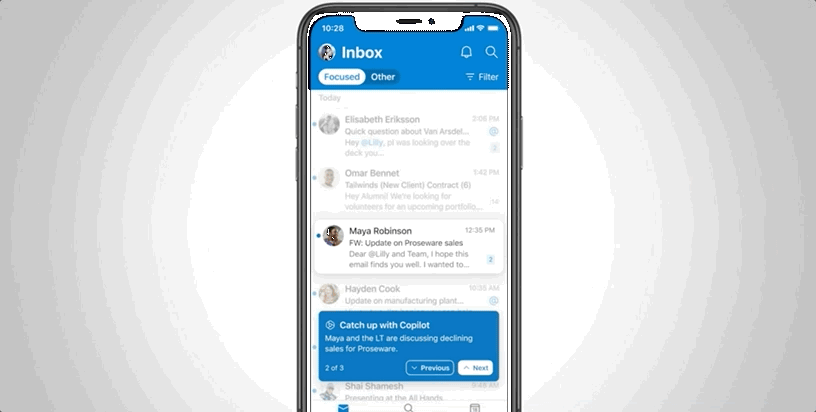 10:28
Inbox
Focused Other Filter
Today
Elisabeth Eriksson 3:06 PM
Quick question about Van Arsdel...
Hey @Lilly, pl was looking over the
deck you... 2
Omar Bennet 1:42 PM
Tailwinds (New Client) Contract (6)
Hey Alumni! We're looking for
volunteers for an upcoming portfolio... 14
Maya Robinson 12:35 PM
FW: Update on Proseware sales
Dear @Lilly and Team, I hope this
email finds you well. I wanted to... 2
Hayden Cook 10:35 AM
Update on manufacturing plant...
Catch up with Copilot
Maya and the LT are discussing declining
sales for Proseware.
2 of 3 Previous Next
Shai Shamesh 9:48 AM
Presenting at the All Hands